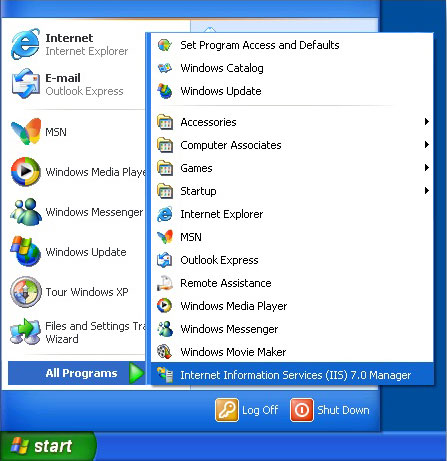 Internet
Internet Explorer
E-mail
Outlook Express
MSN
Windows Media Playe
Windows Messenger
Windows Update
Tour Windows XP
Files and Settings Tra
Wizard
All Programs
Set Program Access and Defaults
Windows Catalog
Windows Update
Accessories
Computer Associates
Games
Startup
Internet Explorer
MSN
Outlook Express
Remote Assistance
Windows Media Player
Windows Messenger
Windows Movie Maker
Internet Information Services (IIS) 7.0 Manager
Log Off
Shut Down
start